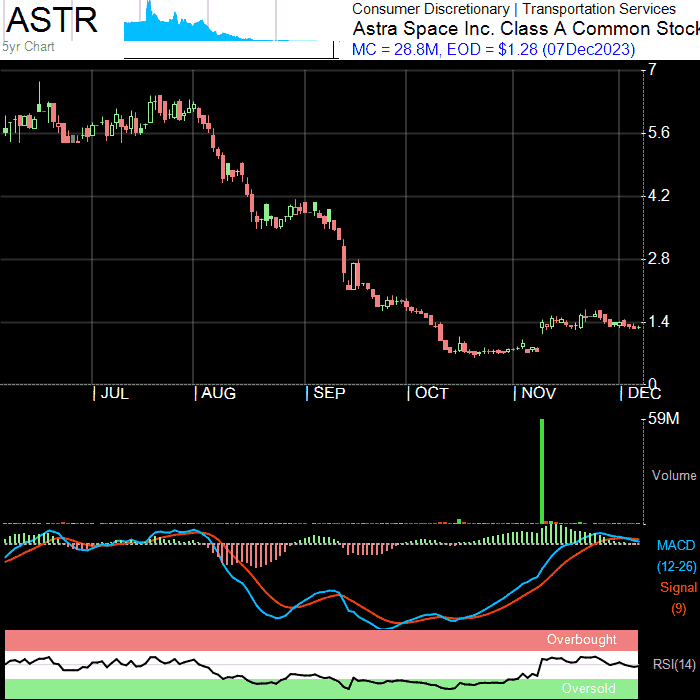 ASTR
5yr Chart
Consumer Discretionary | Transportation Services
Astra Space Inc. Class A Common Stock
MC = 28.8M, EOD = $1.28 (07Dec2023)
7
5.6
4.2
2.8
1.4
0
| JUL | AUG | SEP | OCT | NOV | DEC
59M
Volume
MACD
(12-26)
Signal
(9)
Overbought
RSI(14)
Oversold